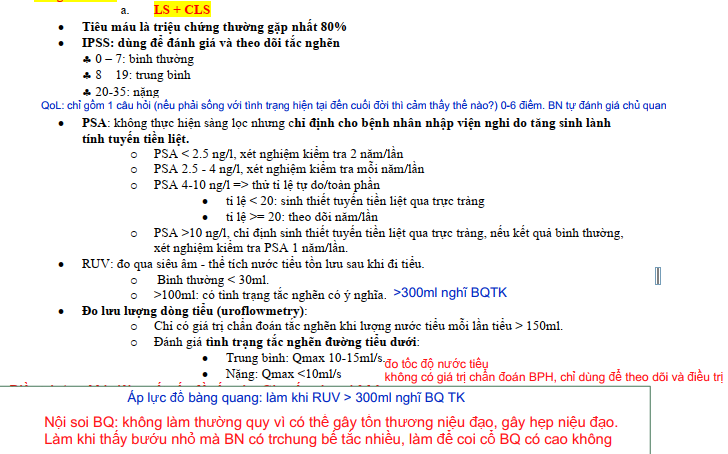 a. LS + CLS
• Tiêu máu là triệu chứng thường gặp nhất 80%
• IPSS: dùng để đánh giá và theo dõi tắc nghẽn
♣ 0 – 7: bình thường
♣ 8 19: trung bình
♣ 20-35: nặng
QoL: chỉ gồm 1 câu hỏi (nếu phải sống với tình trạng hiện tại đến cuối đời thì cảm thấy thế nào?) 0-6 điểm. BN tự đánh giá chủ quan
• PSA: không thực hiện sàng lọc nhưng chỉ định cho bệnh nhân nhập viện nghi do tăng sinh lành
tính tuyến tiền liệt.
o PSA < 2.5 ng/l, xét nghiệm kiểm tra 2 năm/lần
o PSA 2.5 - 4 ng/l, xét nghiệm kiểm tra mỗi năm/lần
o PSA 4-10 ng/l => thử tỉ lệ tự do/toàn phần
• tỉ lệ < 20: sinh thiết tuyến tiền liệt qua trực tràng
• tỉ lệ >= 20: theo dõi năm/lần
o PSA >10 ng/l, chỉ định sinh thiết tuyến tiền liệt qua trực tràng, nếu kết quả bình thường,
xét nghiệm kiểm tra PSA 1 năm/lần.
• RUV: đo qua siêu âm - thể tích nước tiểu tồn lưu sau khi đi tiểu.
o Bình thường < 30ml.
o >100ml: có tình trạng tắc nghẽn có ý nghĩa. >300ml nghĩ BQTK
• Đo lưu lượng dòng tiểu (uroflowmetry):
o Chỉ có giá trị chẩn đoán tắc nghẽn khi lượng nước tiểu mỗi lần tiểu > 150ml.
o Đánh giá tình trạng tắc nghẽn đường tiểu dưới:
• Trung bình: Qmax 10-15ml/s. đo tốc độ nước tiểu
• Nặng: Qmax <10ml/s không có giá trị chẩn đoán BPH, chỉ dùng để theo dõi và điều trị
Áp lực đồ bàng quang: làm khi RUV > 300ml nghĩ BQ TK
Nội soi BQ: không làm thường quy vì có thể gây tổn thương niệu đạo, gây hẹp niệu đạo.
Làm khi thấy bướu nhỏ mà BN có trchung bế tắc nhiều, làm để coi cổ BQ có cao không